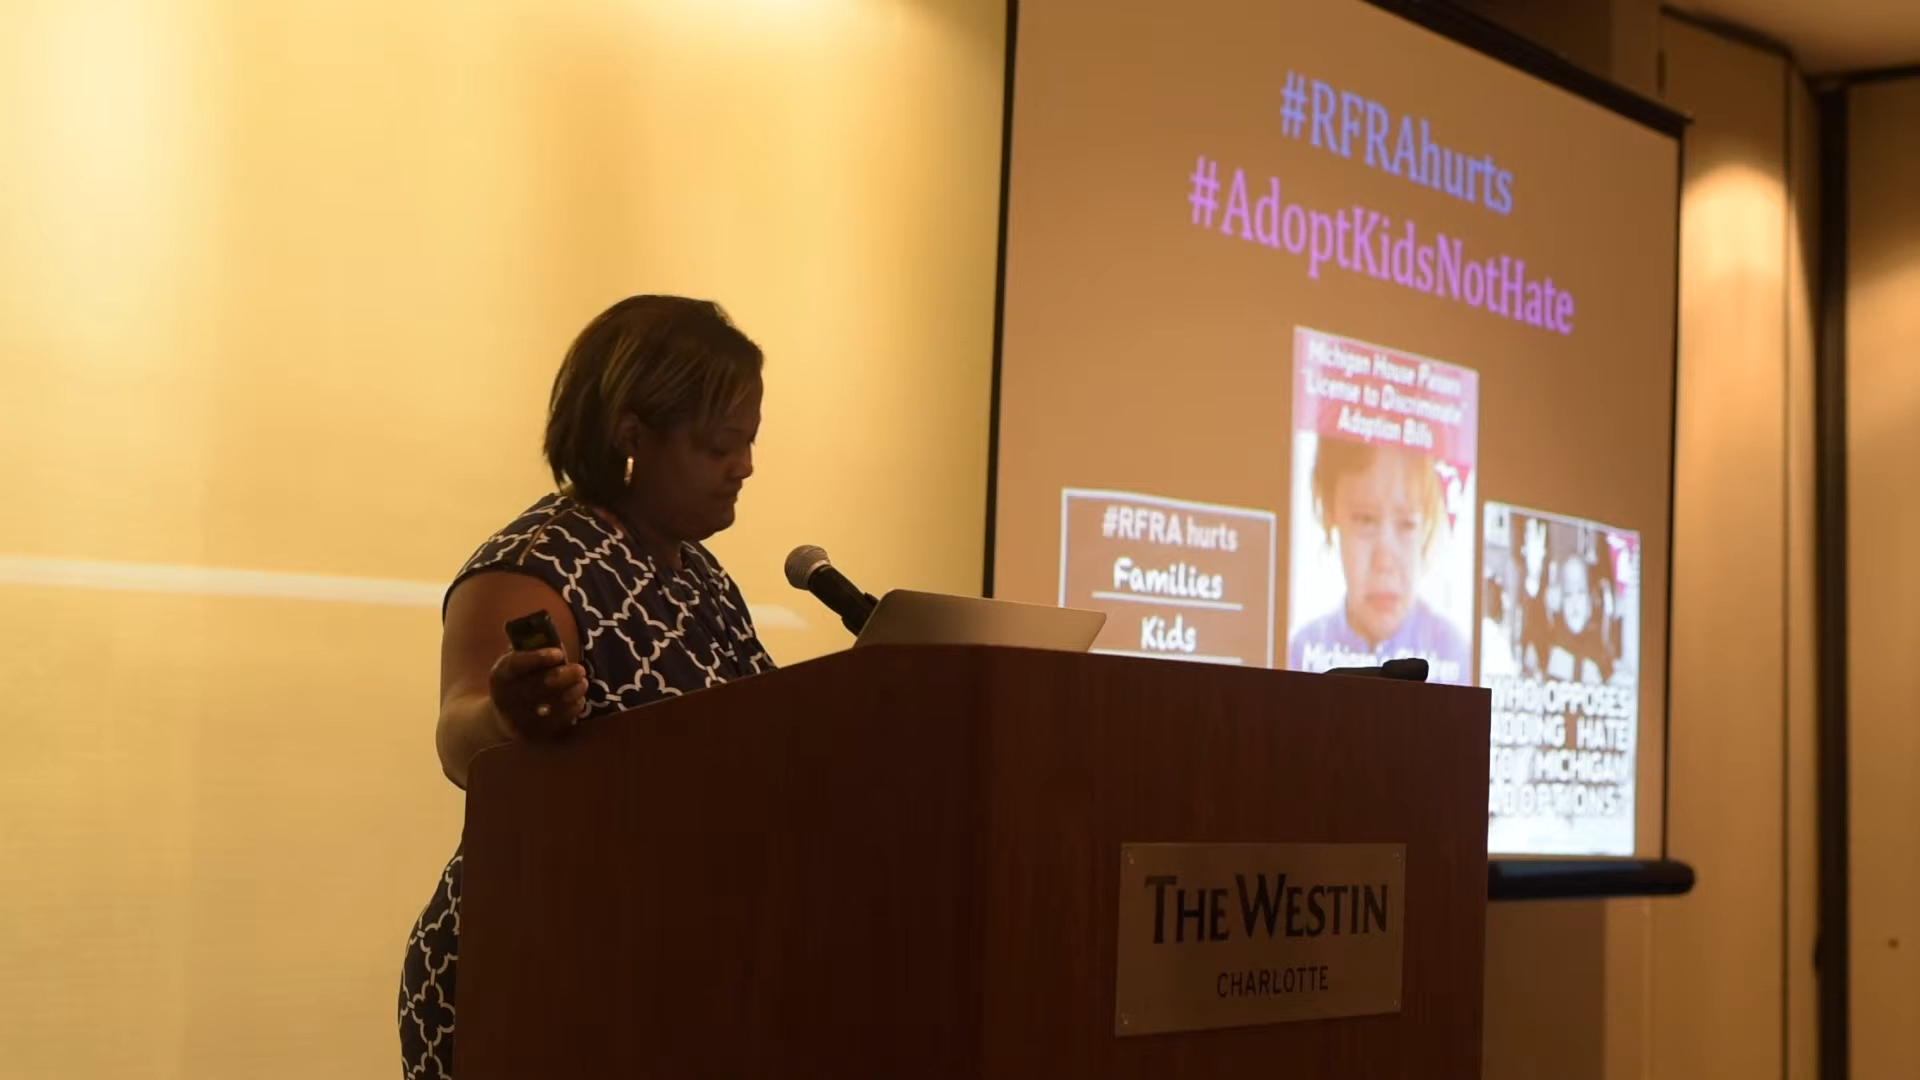 #RFRAhurts
#AdoptKidsNotHate
Michigan House Passes
"License to Discriminate"
Adoption Bills
#RFRA hurts
Families
Kids
WHO OPPOSES
ADDING HATE
TO MICHIGAN
ADOPTIONS?
THE WESTIN
CHARLOTTE